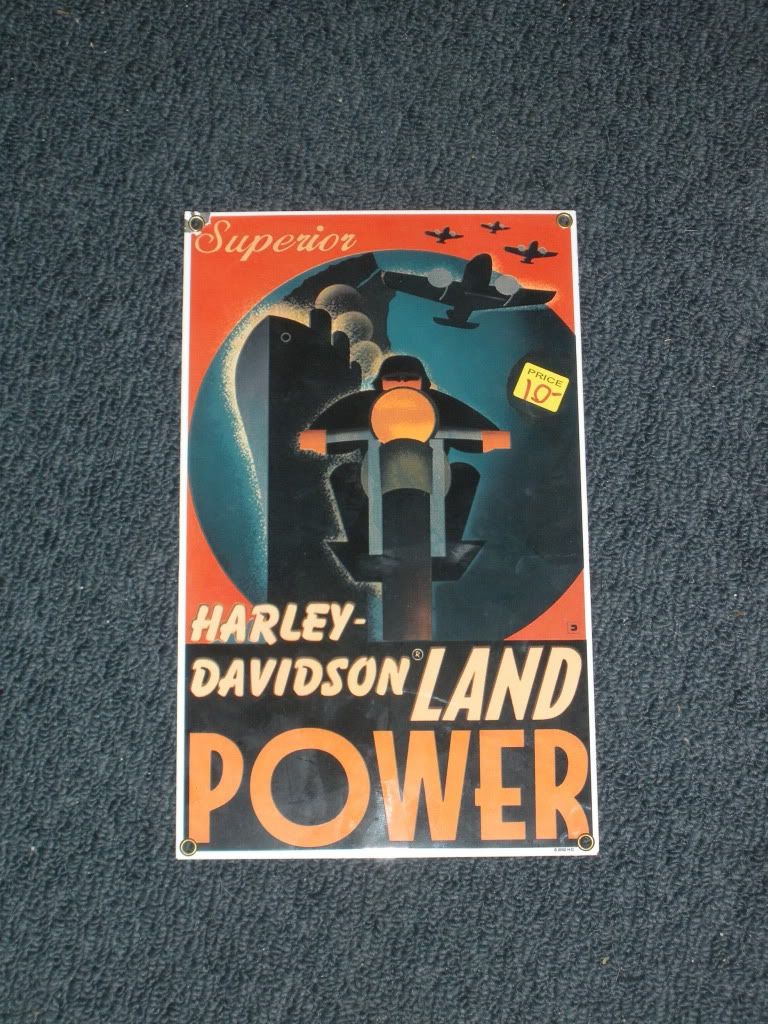 Superior
PRICE
10-
HARLEY-
DAVIDSON® LAND
POWER